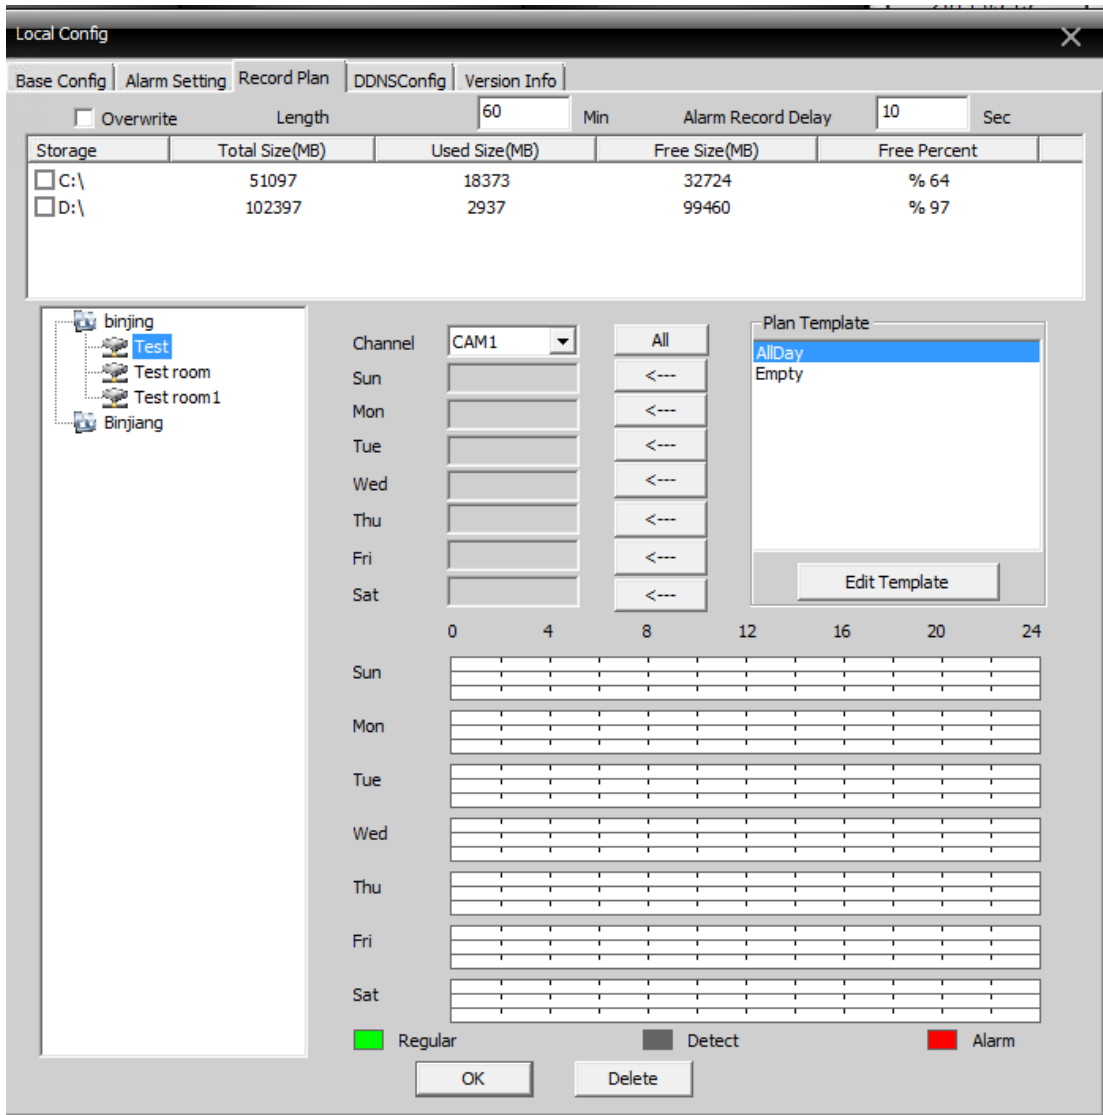 Local Config
Base Config Alarm Setting Record Plan DDNSConfig Version Info
Overwrite Length 60 Min Alarm Record Delay 10 Sec
Storage Total Size(MB) Used Size(MB) Free Size(MB) Free Percent
C:\ 51097 18373 32724 % 64
D:\ 102397 2937 99460 % 97
binjing
Test
Test room
Test room1
Binjiang
Channel CAM1 All
Sun <---
Mon <---
Tue <---
Wed <---
Thu <---
Fri <---
Sat <---
Plan Template
AllDay
Empty
Edit Template
0 4 8 12 16 20 24
Sun
Mon
Tue
Wed
Thu
Fri
Sat
Regular Detect Alarm
OK Delete